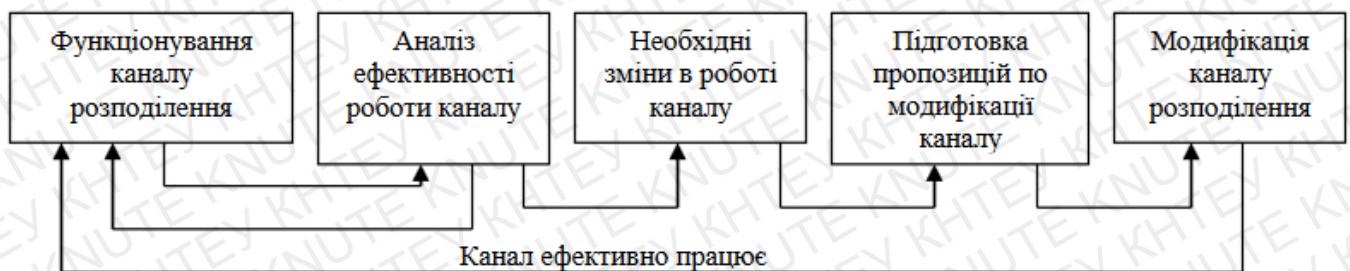 Функціонування
каналу
розподілення
Аналіз
ефективності
роботи каналу
Необхідні
зміни в роботі
каналу
Підготовка
пропозицій по
модифікації
каналу
Модифікація
каналу
розподілення
Канал ефективно працює